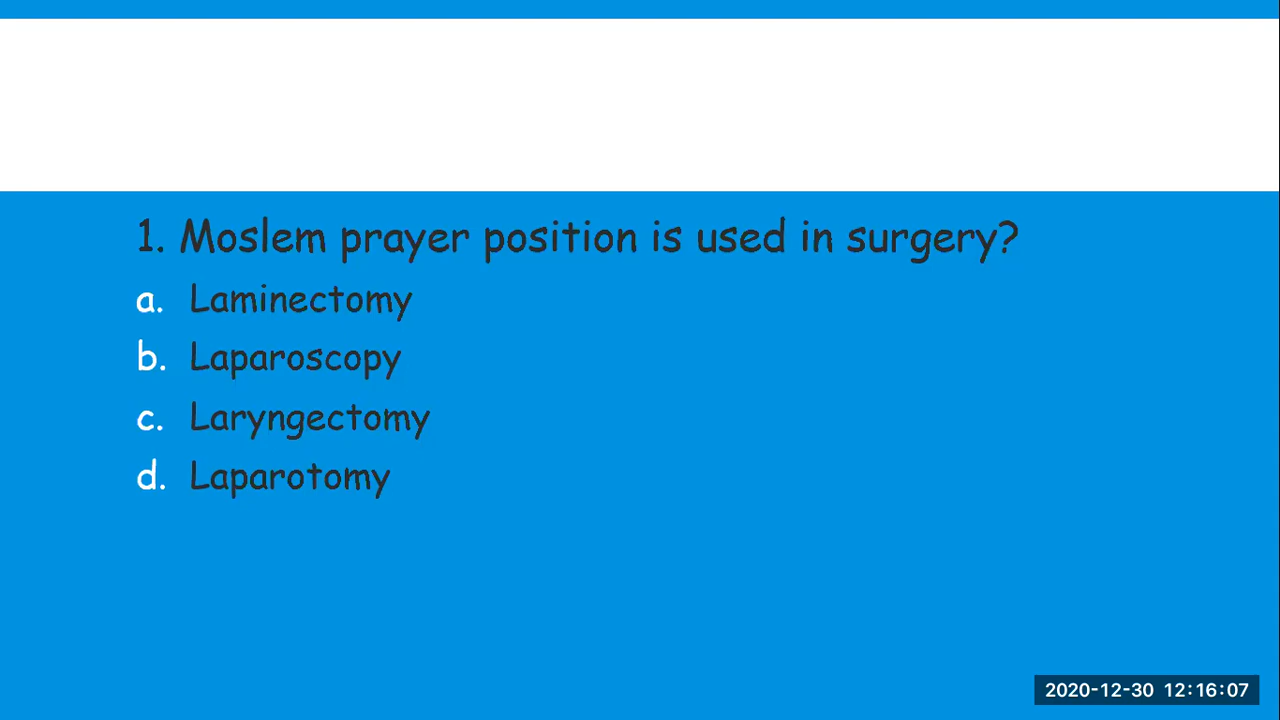 1. Moslem prayer position is used in surgery?
a. Laminectomy
b. Laparoscopy
c. Laryngectomy
d. Laparotomy
2020-12-30 12:16:07